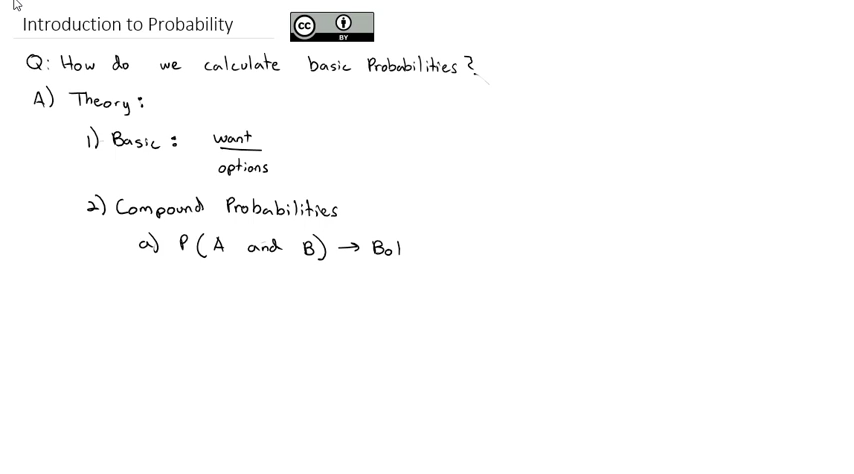 Introduction to Probability
cc BY
Q: How do we calculate basic Probabilities?
A) Theory:
1) Basic: want
options
2) Compound Probabilities
a) P(A and B) → Bol